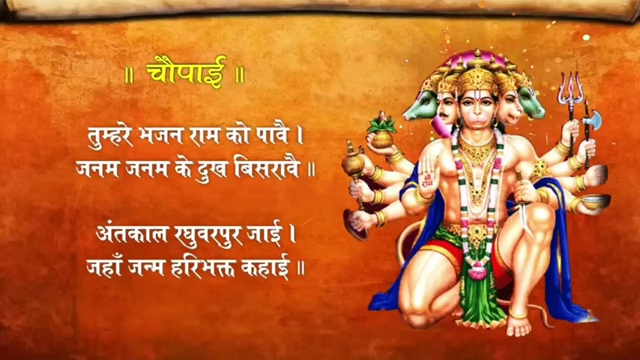 ॥ चौपाई ॥
तुम्हरे भजन राम को पावै ।
जनम जनम के दुख बिसरावै ॥
अंतकाल रघुवरपुर जाई ।
जहाँ जन्म हरिभक्त कहाई ॥
श्री
राम